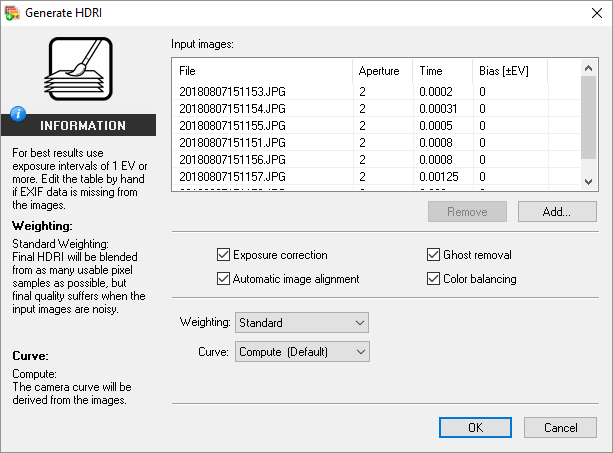 Generate HDRI
INFORMATION
For best results use
exposure intervals of 1 EV or
more. Edit the table by hand
if EXIF data is missing from
the images.
Weighting:
Standard Weighting:
Final HDRI will be blended
from as many usable pixel
samples as possible, but
final quality suffers when the
input images are noisy.
Curve:
Compute:
The camera curve will be
derived from the images.
Input images:
File Aperture Time Bias [±EV]
20180807151153.JPG 2 0.0002 0
20180807151154.JPG 2 0.00031 0
20180807151155.JPG 2 0.0005 0
20180807151151.JPG 2 0.0008 0
20180807151156.JPG 2 0.0008 0
20180807151157.JPG 2 0.00125 0
Remove Add...
Exposure correction Ghost removal
Automatic image alignment Color balancing
Weighting: Standard
Curve: Compute (Default)
OK Cancel